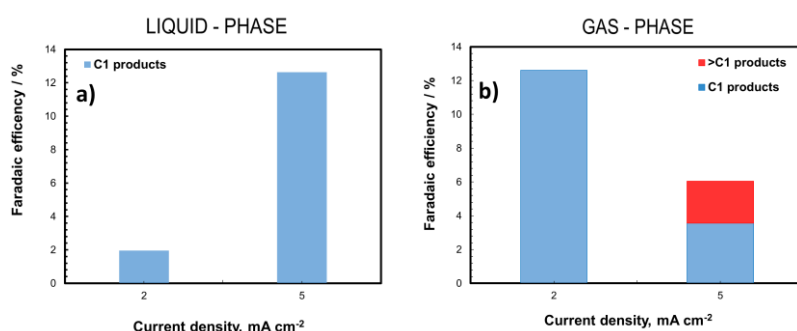 LIQUID - PHASE
14
12
10
8
6
4
2
0
Faradaic efficency / %
C1 products
a)
2
5
Current density, mA cm⁻²
GAS - PHASE
14
12
10
8
6
4
2
0
Faradaic efficiency / %
>C1 products
C1 products
b)
2
5
Current density, mA cm⁻²